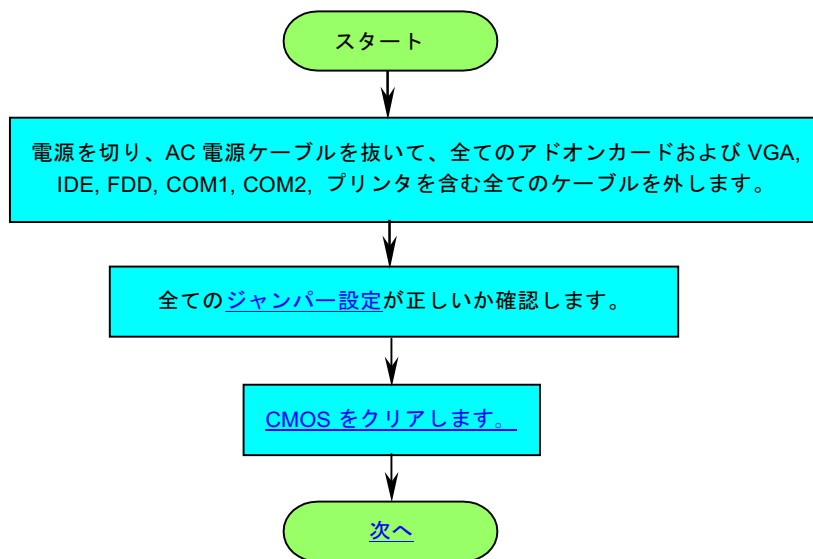 スタート
電源を切り、AC 電源ケーブルを抜いて、全てのアドオンカードおよび VGA,
IDE, FDD, COM1, COM2, プリンタを含む全てのケーブルを外します。
全てのジャンパー設定が正しいか確認します。
CMOS をクリアします。
次へ